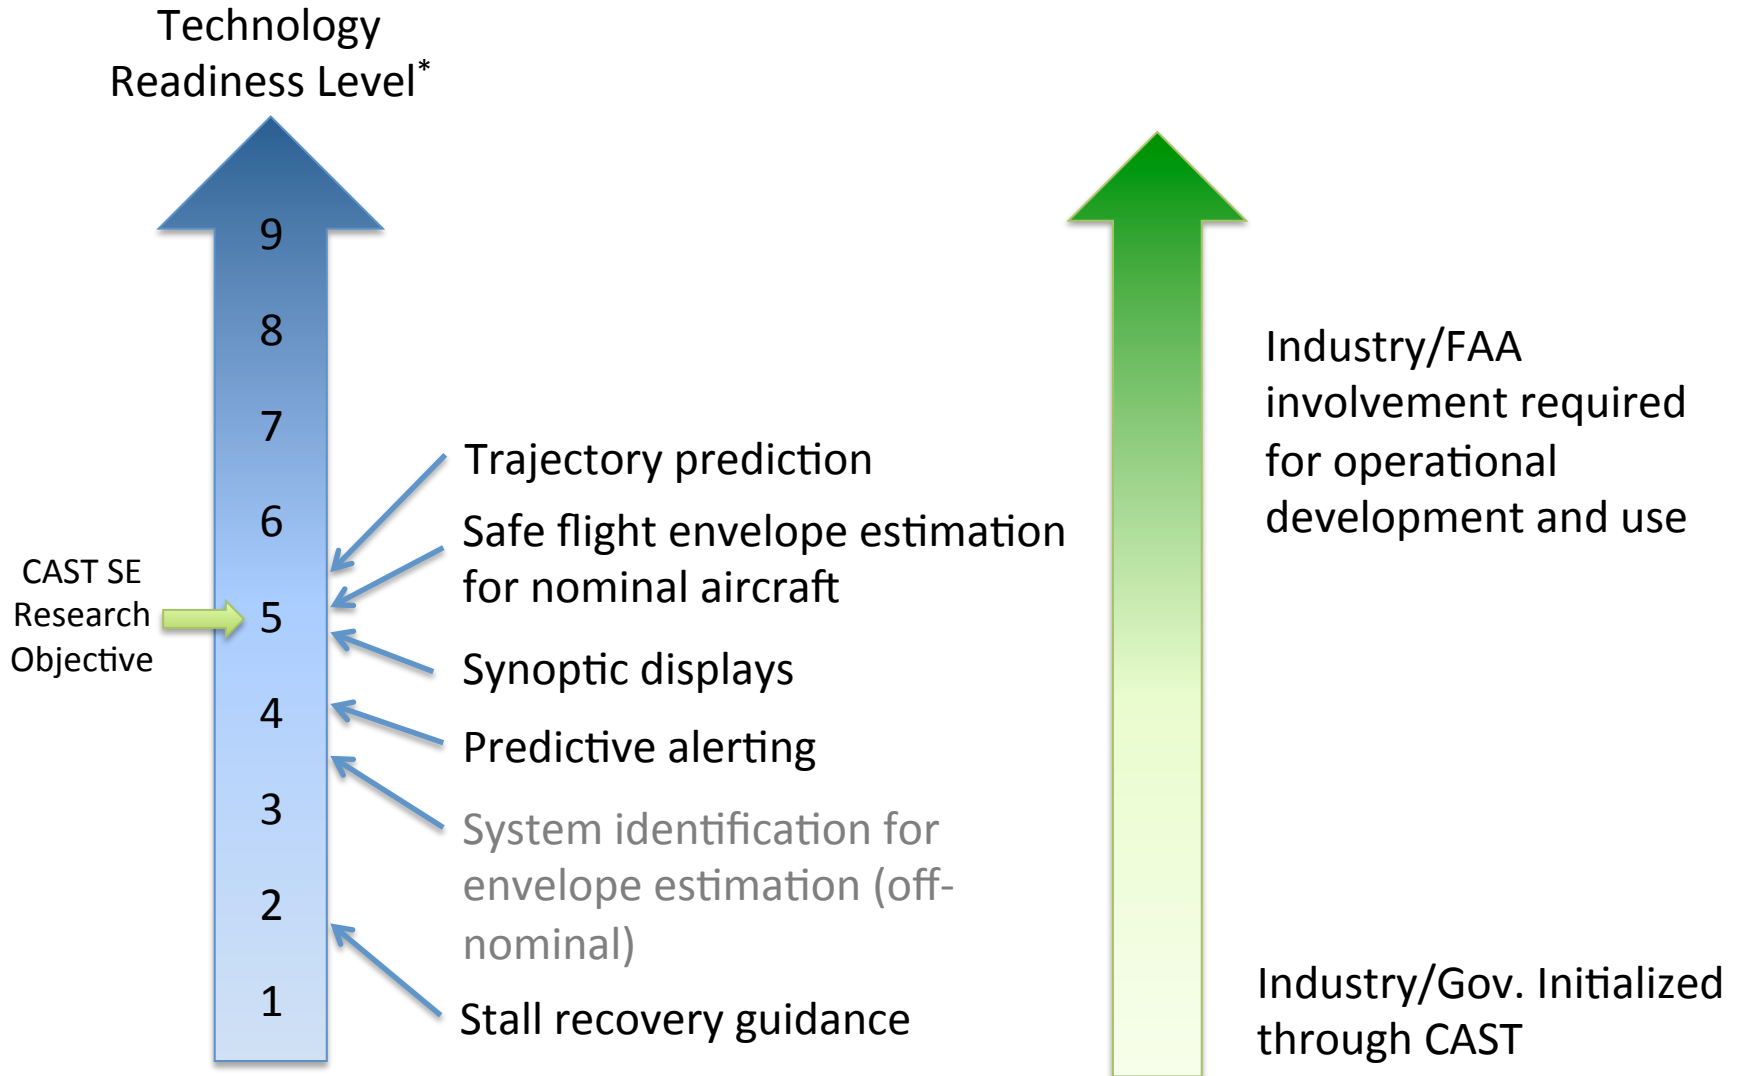 Technology
Readiness Level*
9
8
7
6
5
4
3
2
1
CAST SE
Research
Objective
Trajectory prediction
Safe flight envelope estimation
for nominal aircraft
Synoptic displays
Predictive alerting
System identification for
envelope estimation (off-
nominal)
Stall recovery guidance
Industry/FAA
involvement required
for operational
development and use
Industry/Gov. Initialized
through CAST